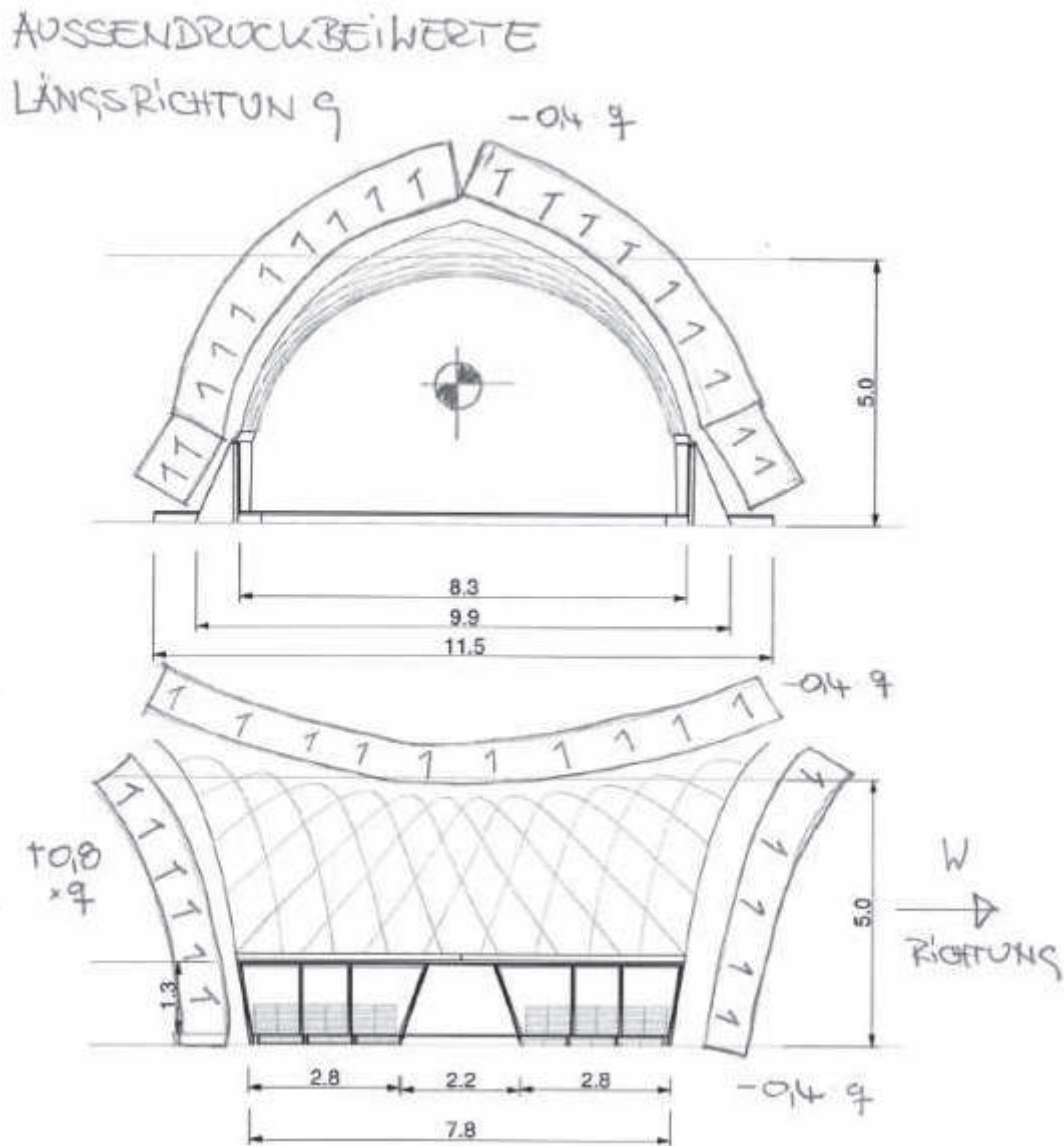 AUSSENDRUCKBEIWERTE
LÄNGSRICHTUNG
-0,4 q
5.0
8.3
9.9
11.5
-0,4 q
+0,8
×q
W
RICHTUNG
5.0
1.3
2.8 2.2 2.8
-0,4 q
7.8